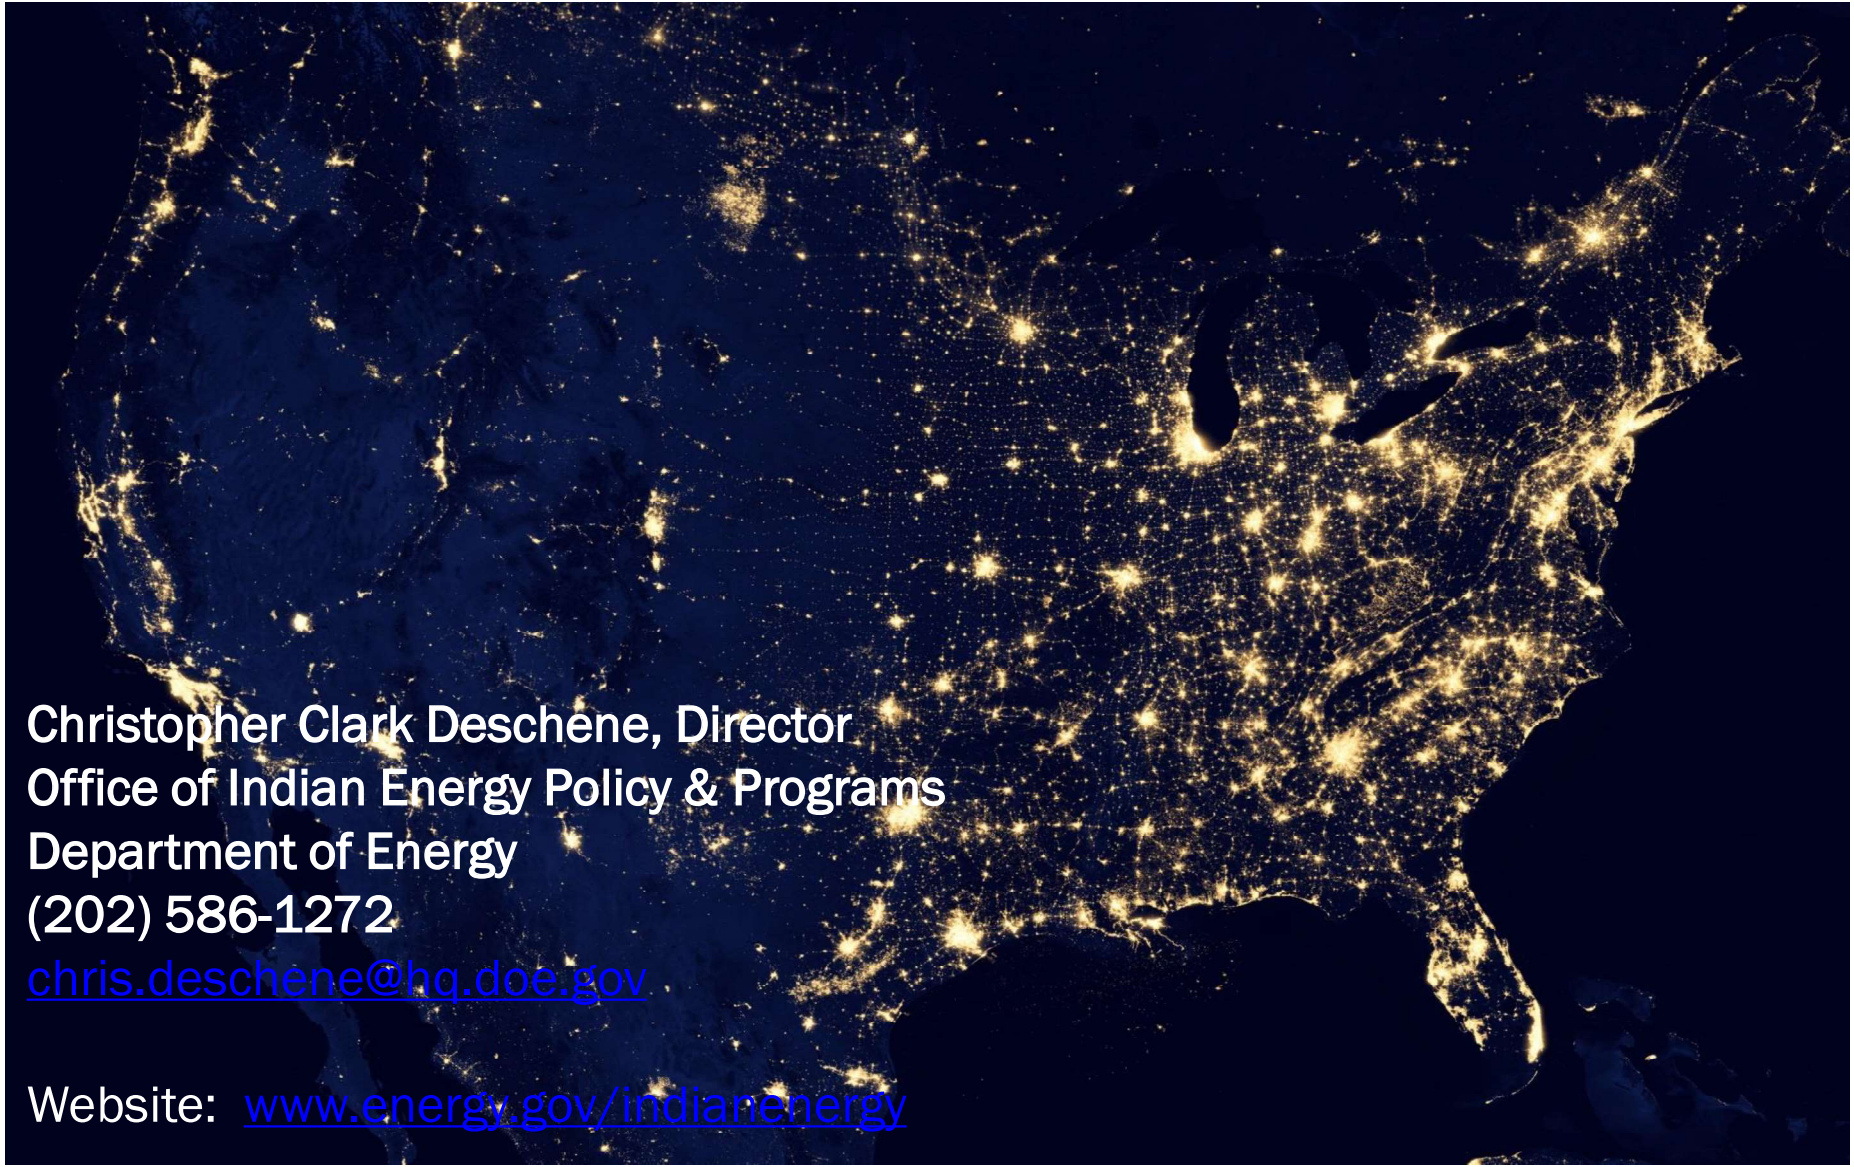 Christopher Clark Deschene, Director
Office of Indian Energy Policy & Programs
Department of Energy
(202) 586-1272
chris.deschene@hq.doe.gov
Website: www.energy.gov/indianenergy